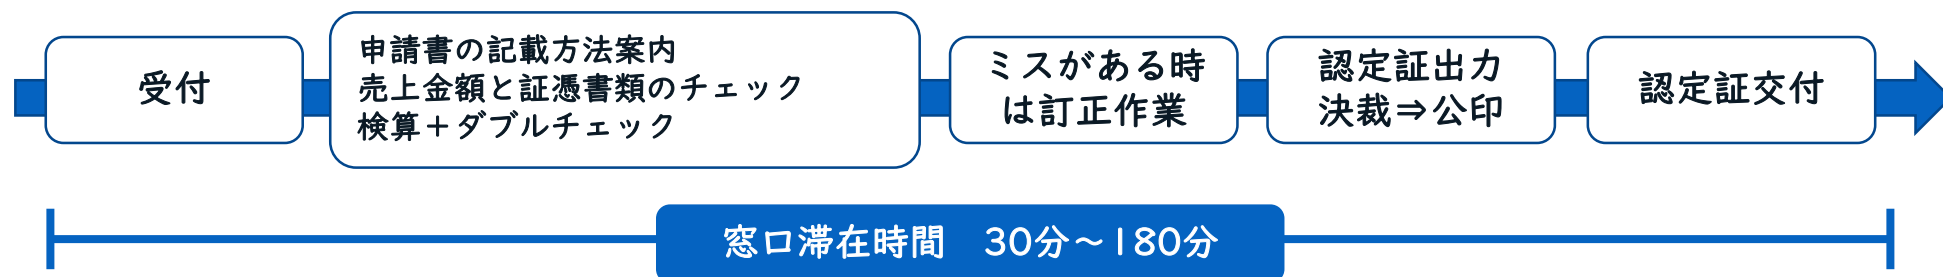 受付
申請書の記載方法案内
売上金額と証憑書類のチェック
検算＋ダブルチェック
ミスがある時
は訂正作業
認定証出力
決裁⇒公印
認定証交付
窓口滞在時間　30分～180分